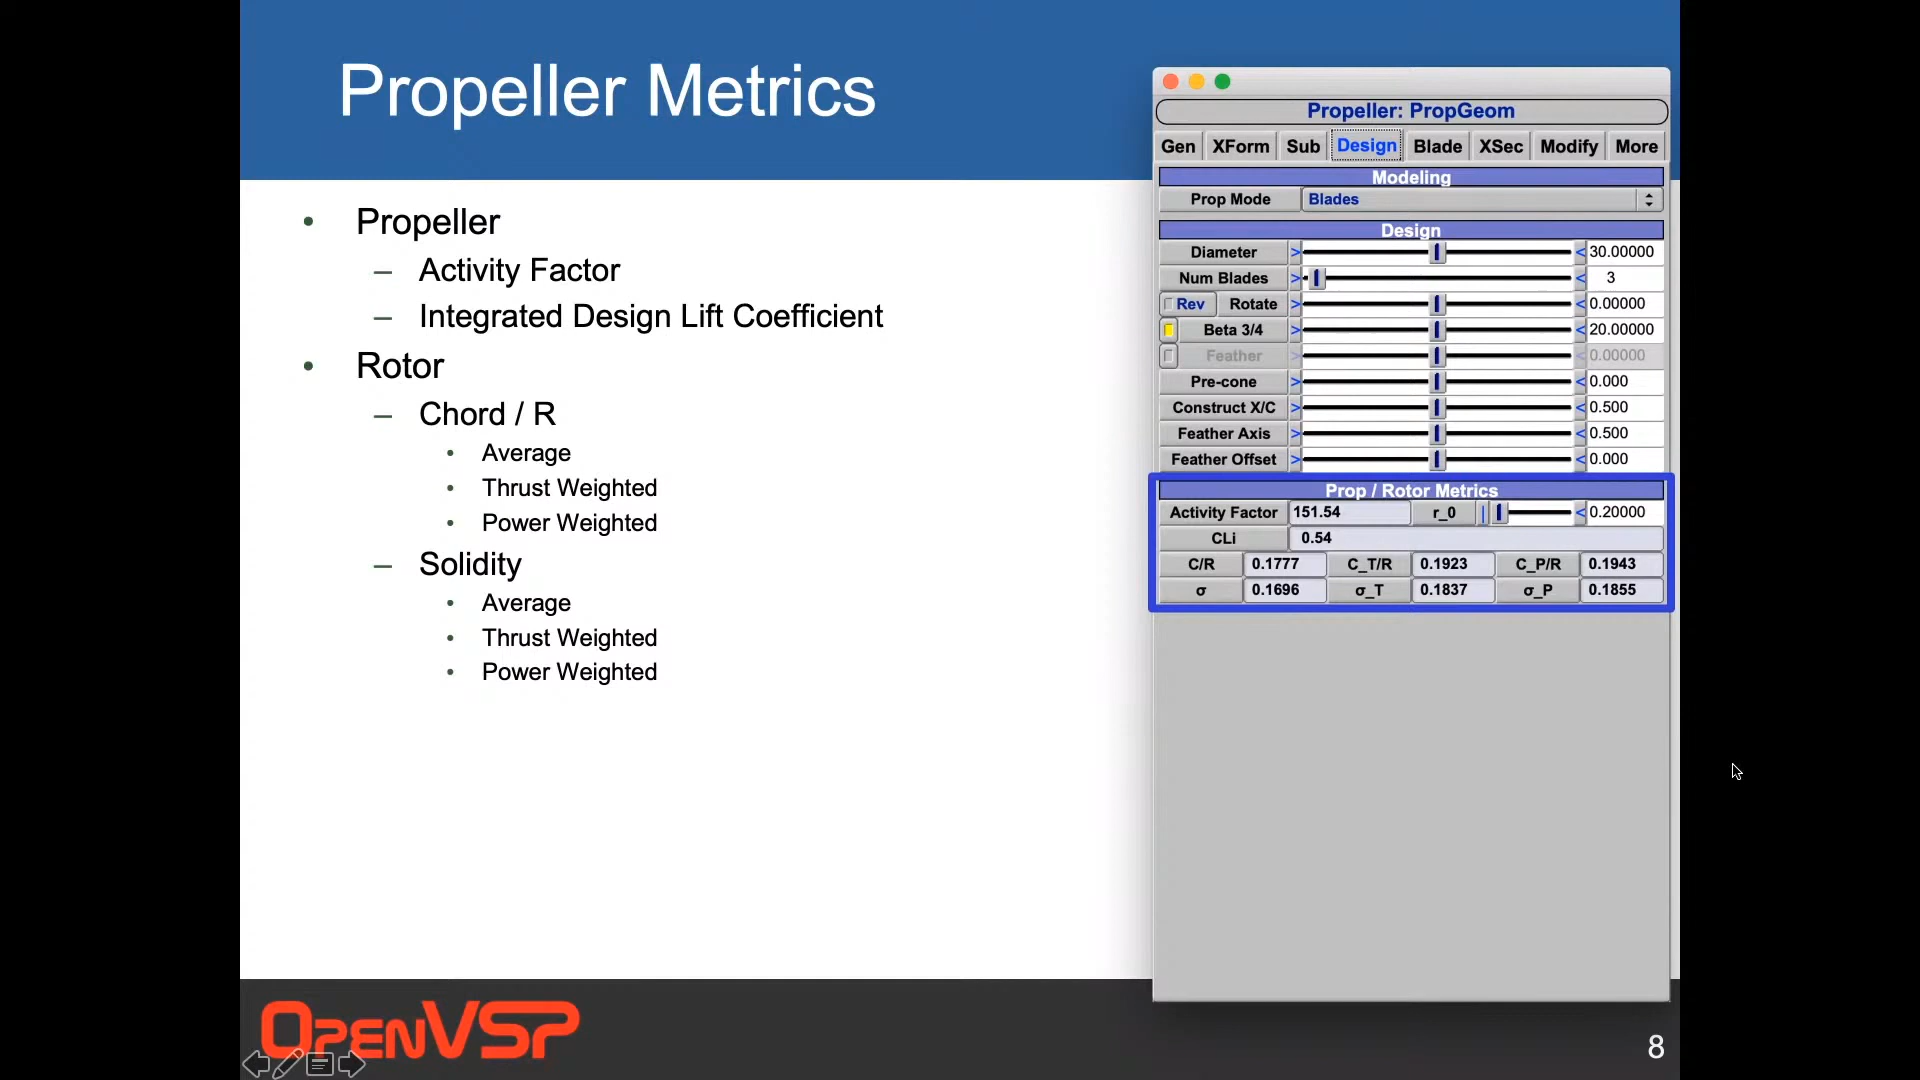 Propeller Metrics
• Propeller
– Activity Factor
– Integrated Design Lift Coefficient
• Rotor
– Chord / R
• Average
• Thrust Weighted
• Power Weighted
– Solidity
• Average
• Thrust Weighted
• Power Weighted
Propeller: PropGeom
Gen XForm Sub Design Blade XSec Modify More
Modeling
Prop Mode Blades
Design
Diameter > < 30.00000
Num Blades > < 3
Rev Rotate > < 0.00000
Beta 3/4 > < 20.00000
Feather > < 0.00000
Pre-cone > < 0.000
Construct X/C > < 0.500
Feather Axis > < 0.500
Feather Offset > < 0.000
Prop / Rotor Metrics
Activity Factor 151.54 r_0 | < 0.20000
CLi 0.54
C/R 0.1777 C_T/R 0.1923 C_P/R 0.1943
σ 0.1696 σ_T 0.1837 σ_P 0.1855
OpenVSP
8